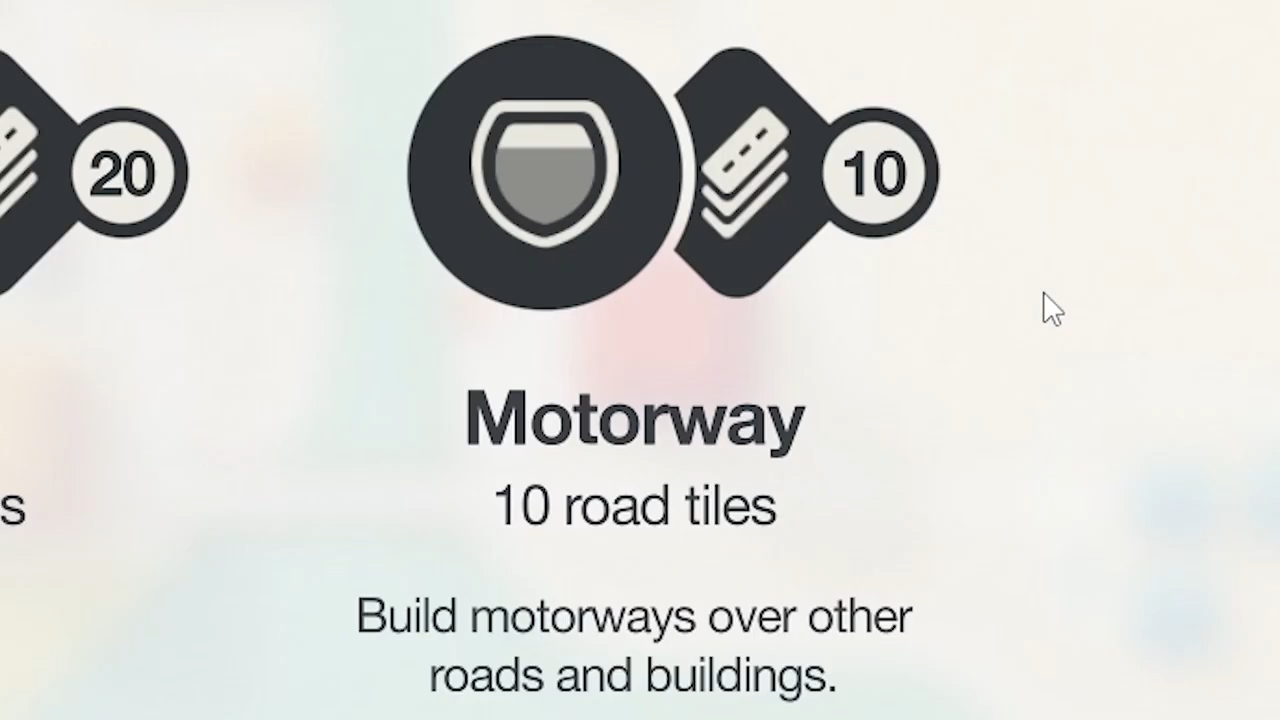 20
10
Motorway
s
10 road tiles
Build motorways over other
roads and buildings.